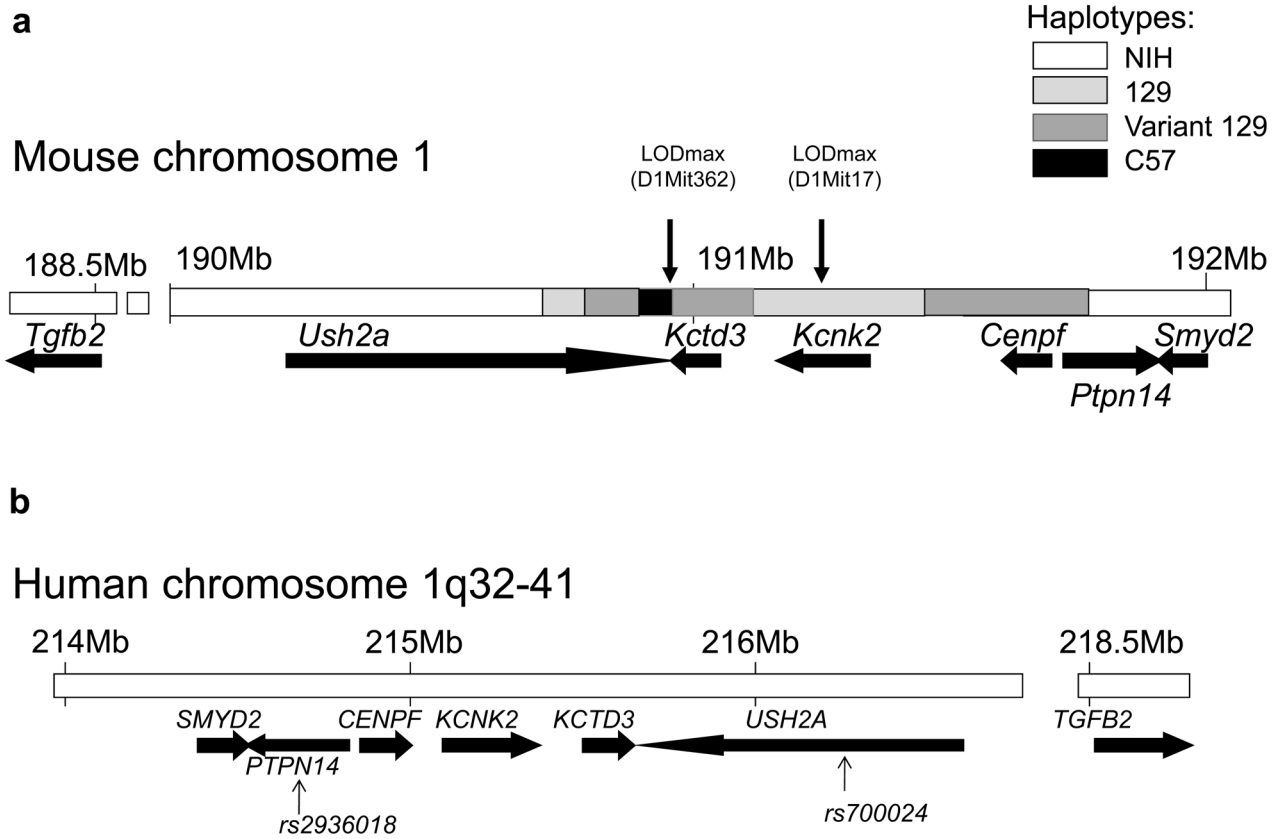 a
Haplotypes:
NIH
129
Variant 129
C57
Mouse chromosome 1
LODmax
(D1Mit362)
LODmax
(D1Mit17)
188.5Mb
190Mb
191Mb
192Mb
Tgfb2
Ush2a
Kctd3
Kcnk2
Cenpf
Smyd2
Ptpn14
b
Human chromosome 1q32-41
214Mb
215Mb
216Mb
218.5Mb
SMYD2
CENPF
KCNK2
KCTD3
USH2A
TGFB2
PTPN14
rs2936018
rs700024